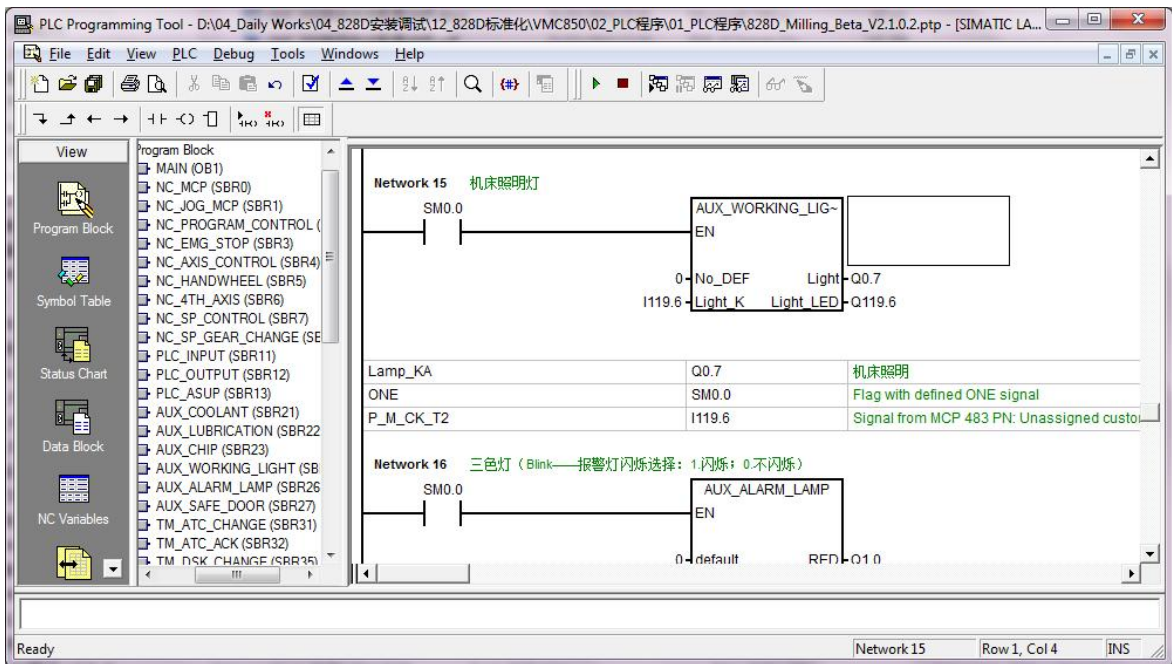 PLC Programming Tool - D:\04_Daily Works\04_828D安装调试\12_828D标准化\VMC850\02_PLC程序\01_PLC程序\828D_Milling_Beta_V2.1.0.2.ptp - [SIMATIC LA...
File Edit View PLC Debug Tools Windows Help
View
Program Block
Symbol Table
Status Chart
Data Block
NC Variables
Program Block
MAIN (OB1)
NC_MCP (SBR0)
NC_JOG_MCP (SBR1)
NC_PROGRAM_CONTROL (
NC_EMG_STOP (SBR3)
NC_AXIS_CONTROL (SBR4)
NC_HANDWHEEL (SBR5)
NC_4TH_AXIS (SBR6)
NC_SP_CONTROL (SBR7)
NC_SP_GEAR_CHANGE (SE
PLC_INPUT (SBR11)
PLC_OUTPUT (SBR12)
PLC_ASUP (SBR13)
AUX_COOLANT (SBR21)
AUX_LUBRICATION (SBR22
AUX_CHIP (SBR23)
AUX_WORKING_LIGHT (SB
AUX_ALARM_LAMP (SBR26
AUX_SAFE_DOOR (SBR27)
TM_ATC_CHANGE (SBR31)
TM_ATC_ACK (SBR32)
TM_DSK_CHANGE (SBR35)
Network 15 机床照明灯
SM0.0 AUX_WORKING_LIG~
EN
0 No_DEF Light Q0.7
I119.6 Light_K Light_LED Q119.6
Lamp_KA Q0.7 机床照明
ONE SM0.0 Flag with defined ONE signal
P_M_CK_T2 I119.6 Signal from MCP 483 PN: Unassigned custo
Network 16 三色灯（Blink——报警灯闪烁选择：1.闪烁；0.不闪烁）
SM0.0 AUX_ALARM_LAMP
EN
0 default RED Q1.0
Ready Network 15 Row 1, Col 4 INS